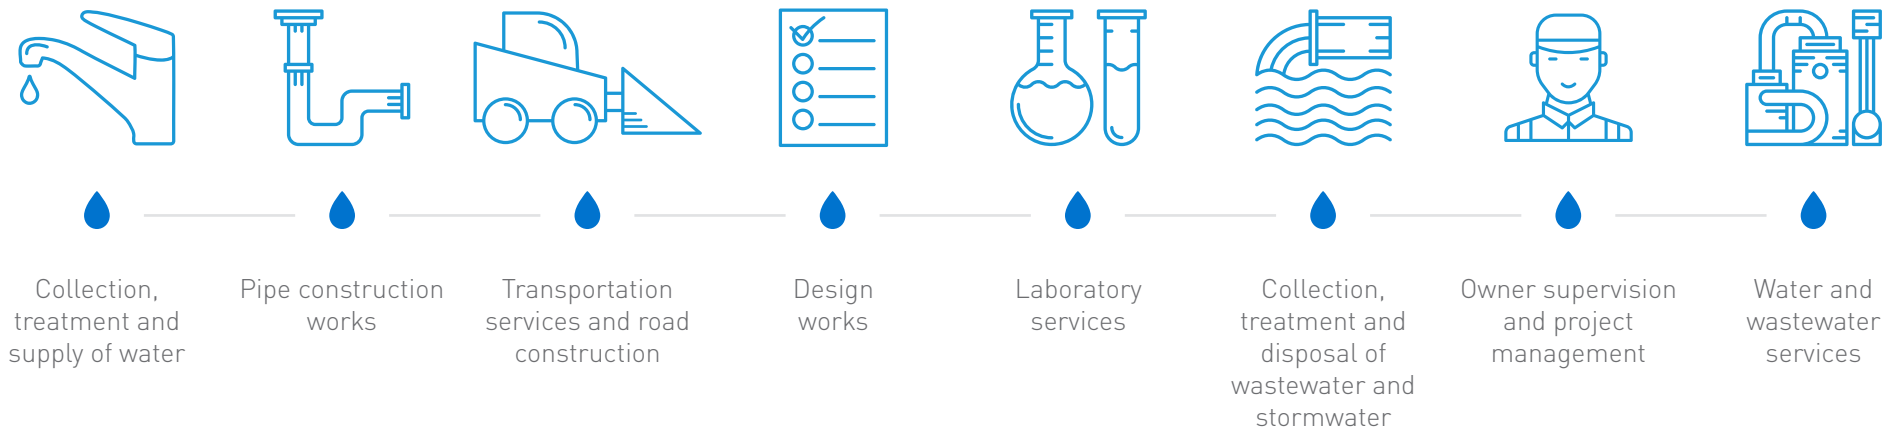 Collection,
treatment and
supply of water
Pipe construction
works
Transportation
services and road
construction
Design
works
Laboratory
services
Collection,
treatment and
disposal of
wastewater and
stormwater
Owner supervision
and project
management
Water and
wastewater
services